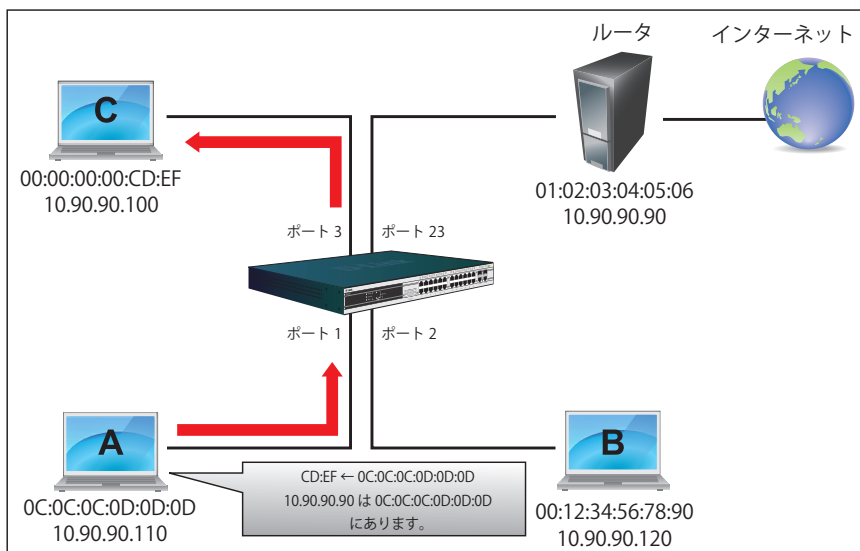 ルータ
インターネット
C
00:00:00:00:CD:EF
10.90.90.100
01:02:03:04:05:06
10.90.90.90
ポート 3
ポート 23
D-Link
ポート 1
ポート 2
A
B
CD:EF ← 0C:0C:0C:0D:0D:0D
10.90.90.90 は 0C:0C:0C:0D:0D:0D
にあります。
0C:0C:0C:0D:0D:0D
10.90.90.110
00:12:34:56:78:90
10.90.90.120